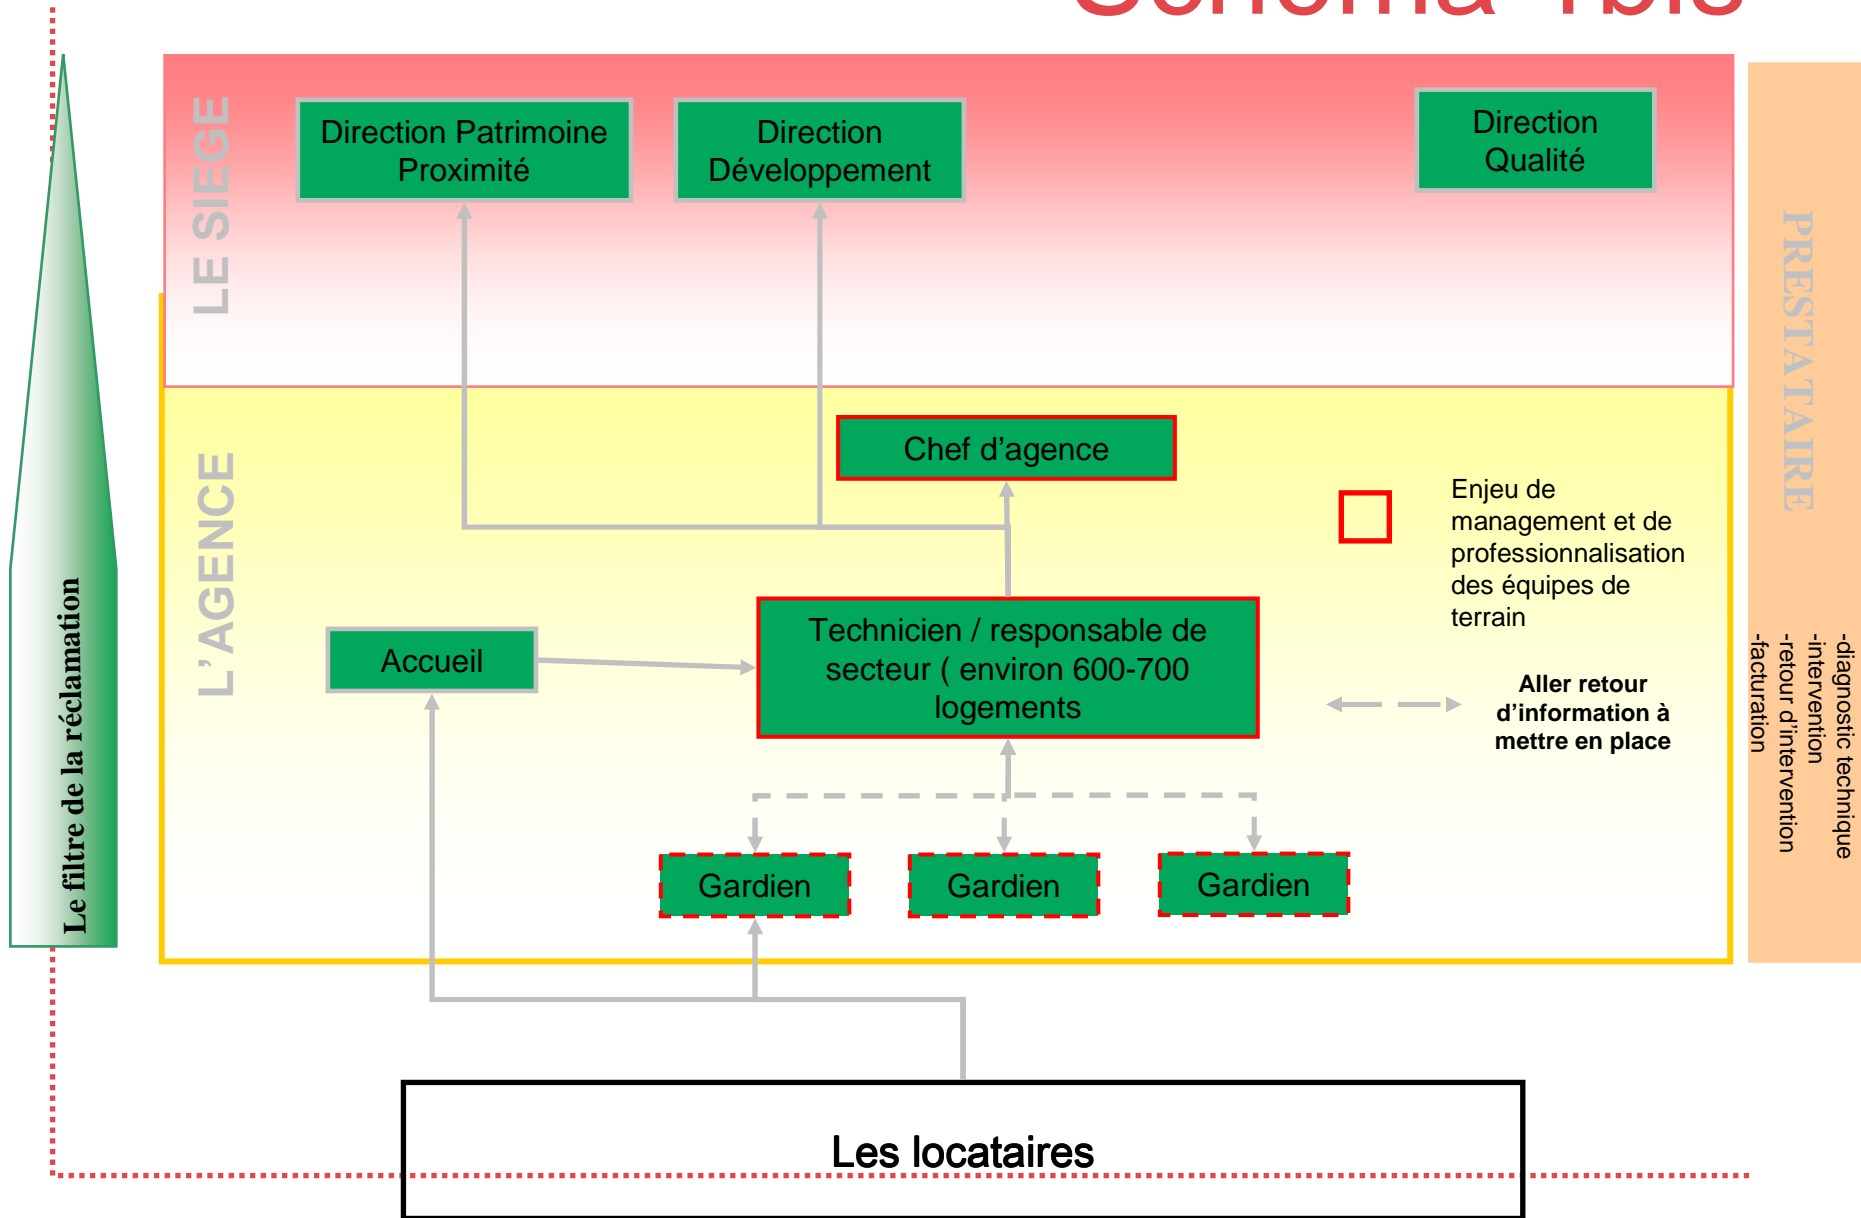 LE SIEGE
Direction Patrimoine
Proximité
Direction
Développement
Direction
Qualité
PRESTATAIRE
-diagnostic technique
-intervention
-retour d'intervention
-facturation
Le filtre de la réclamation
L'AGENCE
Chef d'agence
Enjeu de
management et de
professionnalisation
des équipes de
terrain
Accueil
Technicien / responsable de
secteur ( environ 600-700
logements
Aller retour
d'information à
mettre en place
Gardien
Gardien
Gardien
Les locataires